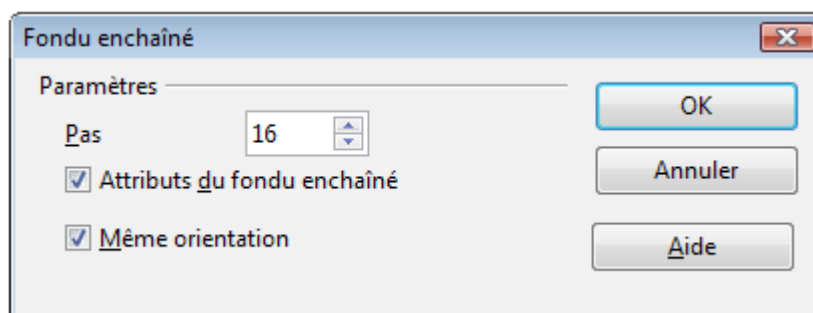 Fondu enchaîné
Paramètres
Pas 16
Attributs du fondu enchaîné
Même orientation
OK
Annuler
Aide